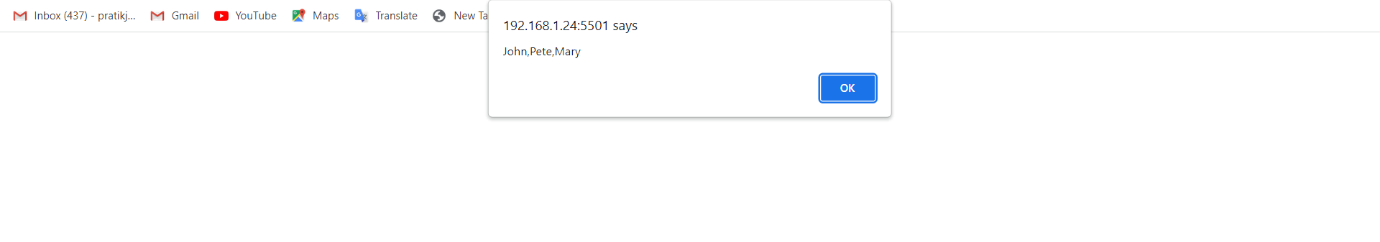 Inbox (437) - pratikj...
Gmail
YouTube
Maps
Translate
New Ta
192.168.1.24:5501 says
John,Pete,Mary
OK